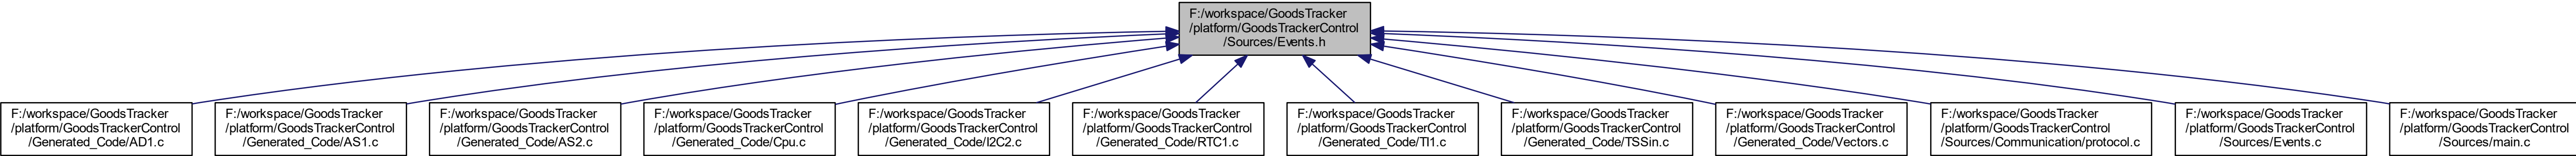 F:/workspace/GoodsTracker
/platform/GoodsTrackerControl
/Sources/Events.h
F:/workspace/GoodsTracker
/platform/GoodsTrackerControl
/Generated_Code/AD1.c
F:/workspace/GoodsTracker
/platform/GoodsTrackerControl
/Generated_Code/AS1.c
F:/workspace/GoodsTracker
/platform/GoodsTrackerControl
/Generated_Code/AS2.c
F:/workspace/GoodsTracker
/platform/GoodsTrackerControl
/Generated_Code/Cpu.c
F:/workspace/GoodsTracker
/platform/GoodsTrackerControl
/Generated_Code/I2C2.c
F:/workspace/GoodsTracker
/platform/GoodsTrackerControl
/Generated_Code/RTC1.c
F:/workspace/GoodsTracker
/platform/GoodsTrackerControl
/Generated_Code/TI1.c
F:/workspace/GoodsTracker
/platform/GoodsTrackerControl
/Generated_Code/TSSin.c
F:/workspace/GoodsTracker
/platform/GoodsTrackerControl
/Generated_Code/Vectors.c
F:/workspace/GoodsTracker
/platform/GoodsTrackerControl
/Sources/Communication/protocol.c
F:/workspace/GoodsTracker
/platform/GoodsTrackerControl
/Sources/Events.c
F:/workspace/GoodsTracker
/platform/GoodsTrackerControl
/Sources/main.c